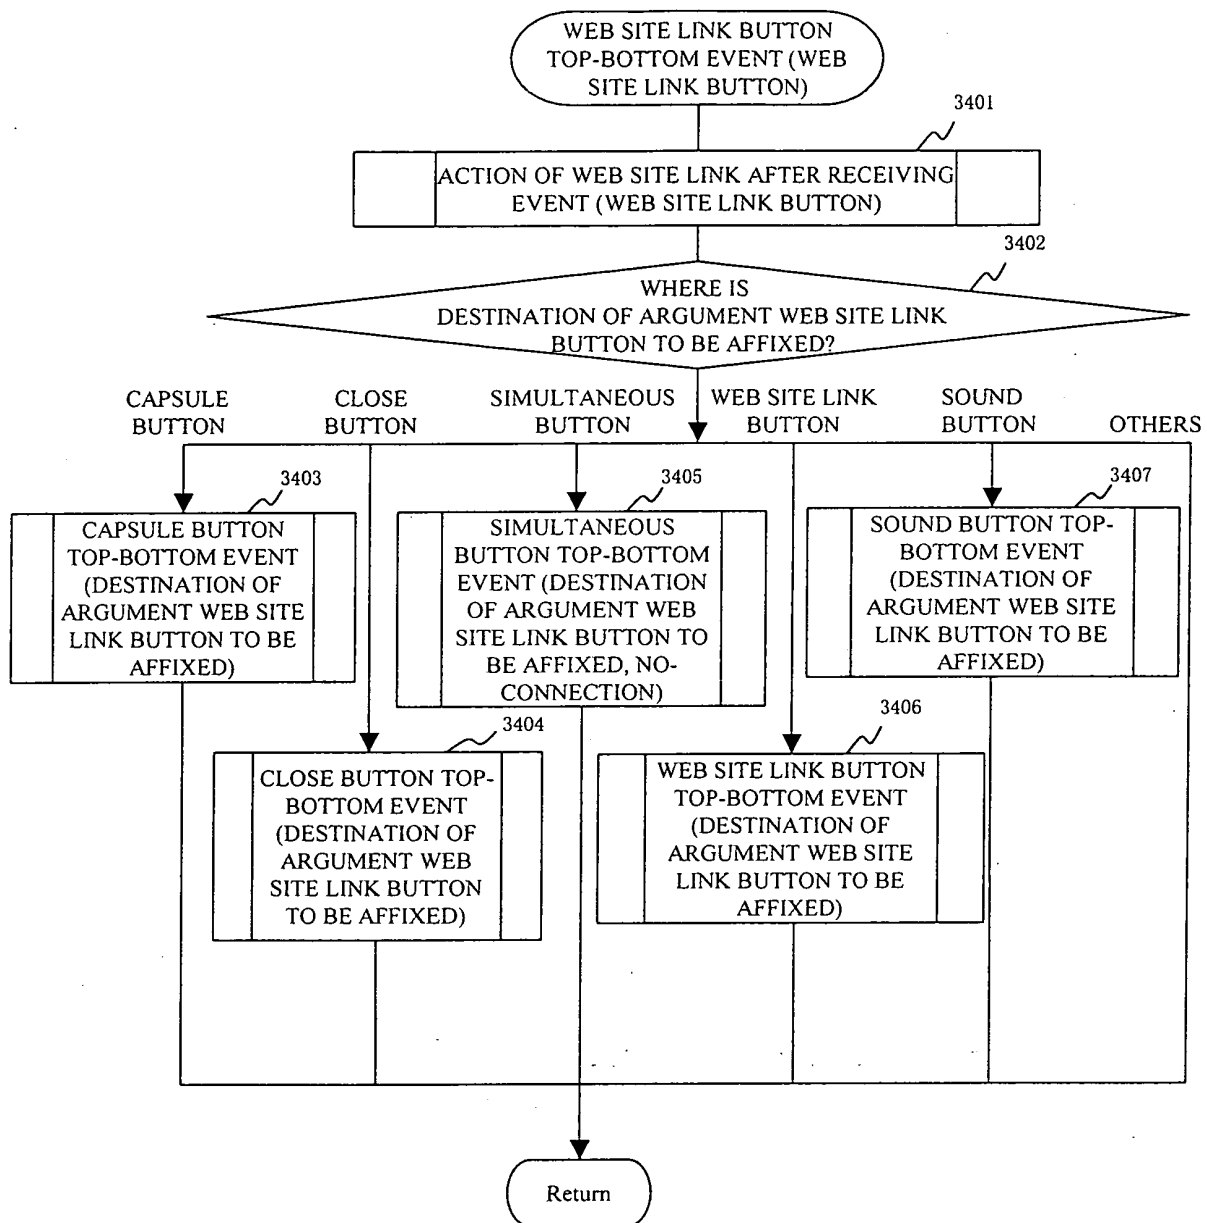 WEB SITE LINK BUTTON
TOP-BOTTOM EVENT (WEB
SITE LINK BUTTON)
3401
ACTION OF WEB SITE LINK AFTER RECEIVING
EVENT (WEB SITE LINK BUTTON)
3402
WHERE IS
DESTINATION OF ARGUMENT WEB SITE LINK
BUTTON TO BE AFFIXED?
CAPSULE
BUTTON
CLOSE
BUTTON
SIMULTANEOUS
BUTTON
WEB SITE LINK
BUTTON
SOUND
BUTTON
OTHERS
3403
CAPSULE BUTTON
TOP-BOTTOM EVENT
(DESTINATION OF
ARGUMENT WEB SITE
LINK BUTTON TO BE
AFFIXED)
3405
SIMULTANEOUS
BUTTON TOP-BOTTOM
EVENT (DESTINATION
OF ARGUMENT WEB
SITE LINK BUTTON TO
BE AFFIXED, NO-
CONNECTION)
3407
SOUND BUTTON TOP-
BOTTOM EVENT
(DESTINATION OF
ARGUMENT WEB SITE
LINK BUTTON TO BE
AFFIXED)
3404
CLOSE BUTTON TOP-
BOTTOM EVENT
(DESTINATION OF
ARGUMENT WEB
SITE LINK BUTTON
TO BE AFFIXED)
3406
WEB SITE LINK BUTTON
TOP-BOTTOM EVENT
(DESTINATION OF
ARGUMENT WEB SITE
LINK BUTTON TO BE
AFFIXED)
Return